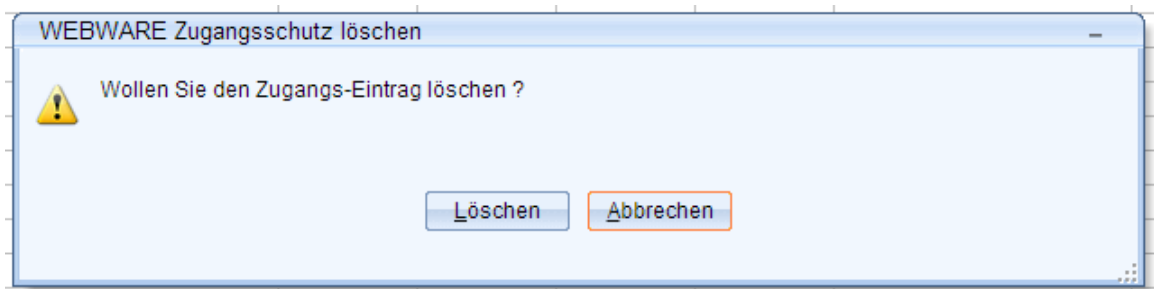 WEBWARE Zugangsschutz löschen
Wollen Sie den Zugangs-Eintrag löschen ?
Löschen Abbrechen